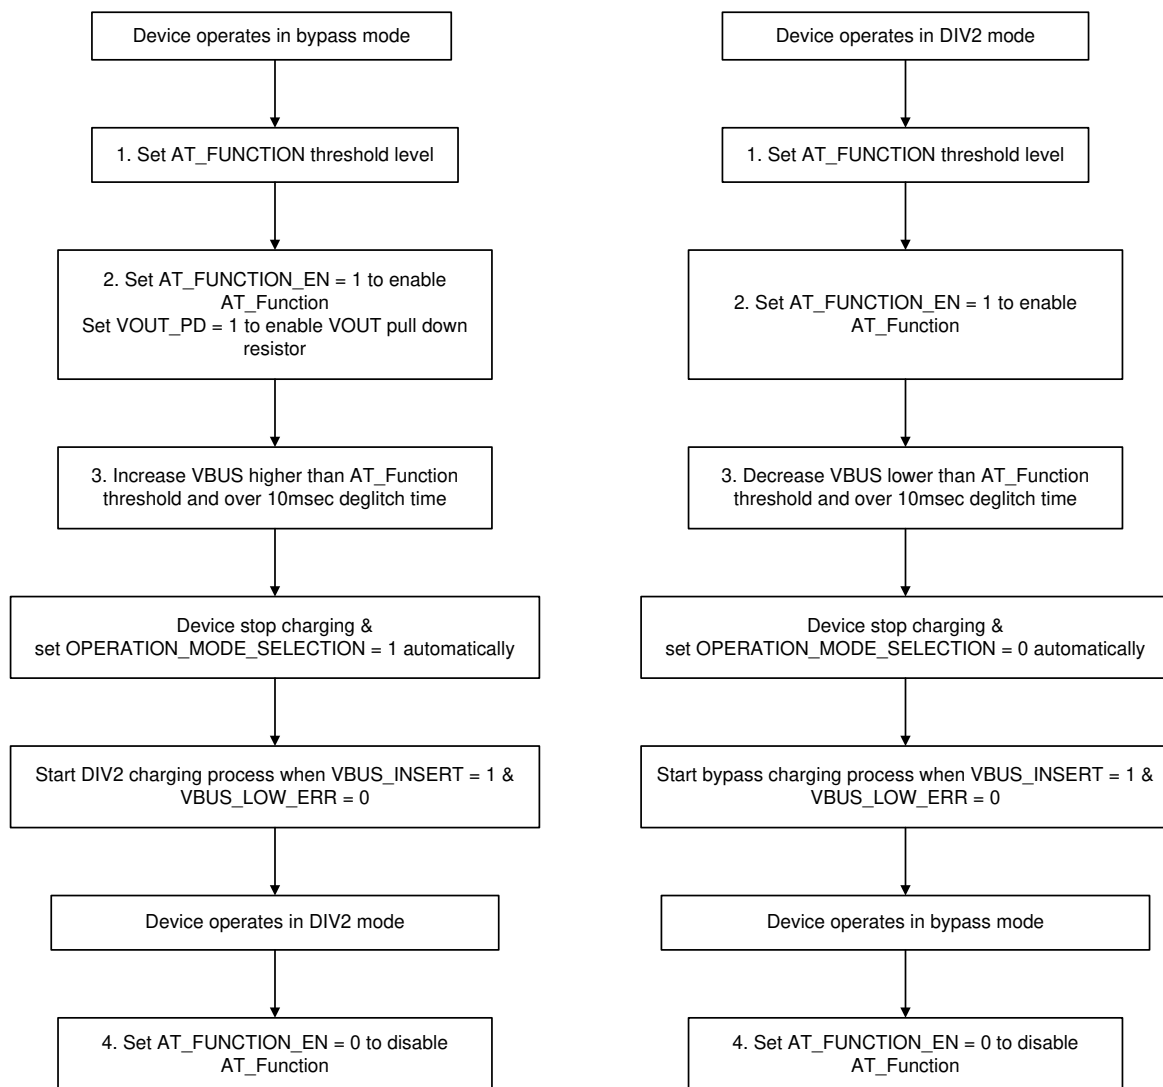 Device operates in bypass mode
1. Set AT_FUNCTION threshold level
2. Set AT_FUNCTION_EN = 1 to enable
AT_Function
Set VOUT_PD = 1 to enable VOUT pull down
resistor
3. Increase VBUS higher than AT_Function
threshold and over 10msec deglitch time
Device stop charging &
set OPERATION_MODE_SELECTION = 1 automatically
Start DIV2 charging process when VBUS_INSERT = 1 &
VBUS_LOW_ERR = 0
Device operates in DIV2 mode
4. Set AT_FUNCTION_EN = 0 to disable
AT_Function
Device operates in DIV2 mode
1. Set AT_FUNCTION threshold level
2. Set AT_FUNCTION_EN = 1 to enable
AT_Function
3. Decrease VBUS lower than AT_Function
threshold and over 10msec deglitch time
Device stop charging &
set OPERATION_MODE_SELECTION = 0 automatically
Start bypass charging process when VBUS_INSERT = 1 &
VBUS_LOW_ERR = 0
Device operates in bypass mode
4. Set AT_FUNCTION_EN = 0 to disable
AT_Function